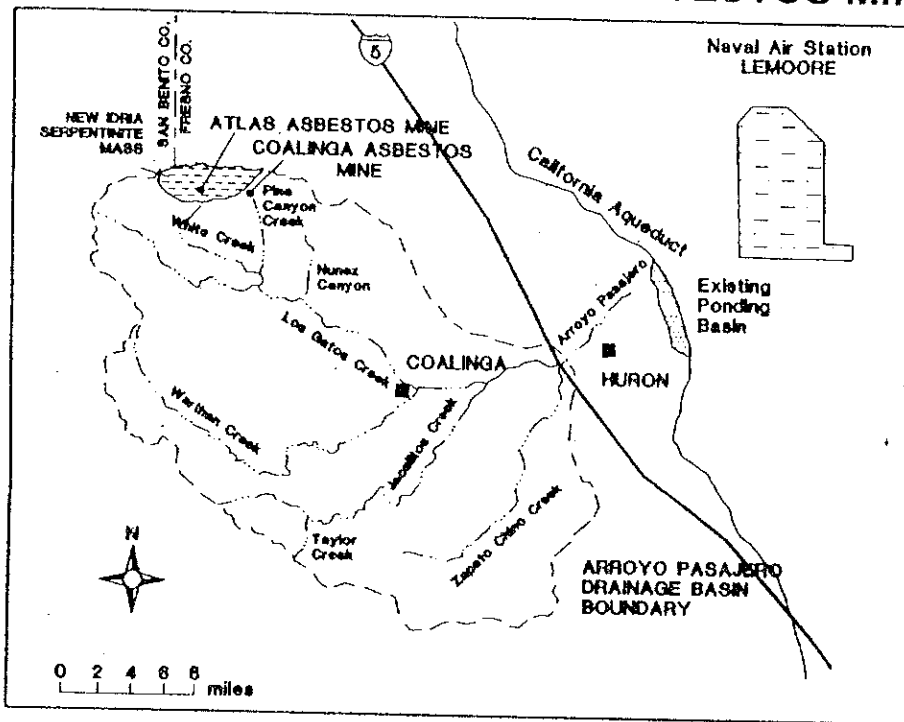 5
Naval Air Station
LEMOORE
SAN BENITO CO.
FRESNO CO.
NEW IDRIA
SERPENTINITE
MASS
ATLAS ASBESTOS MINE
COALINGA ASBESTOS
MINE
Pine
Canyon
Creek
White Creek
Nunez
Canyon
California Aqueduct
Arroyo Pasajero
Existing
Ponding
Basin
Los Gatos Creek
COALINGA
HURON
Warthan Creek
Jacalitos Creek
Zapato Chino Creek
Taylor
Creek
N
ARROYO PASAJERO
DRAINAGE BASIN
BOUNDARY
0 2 4 6 8
miles